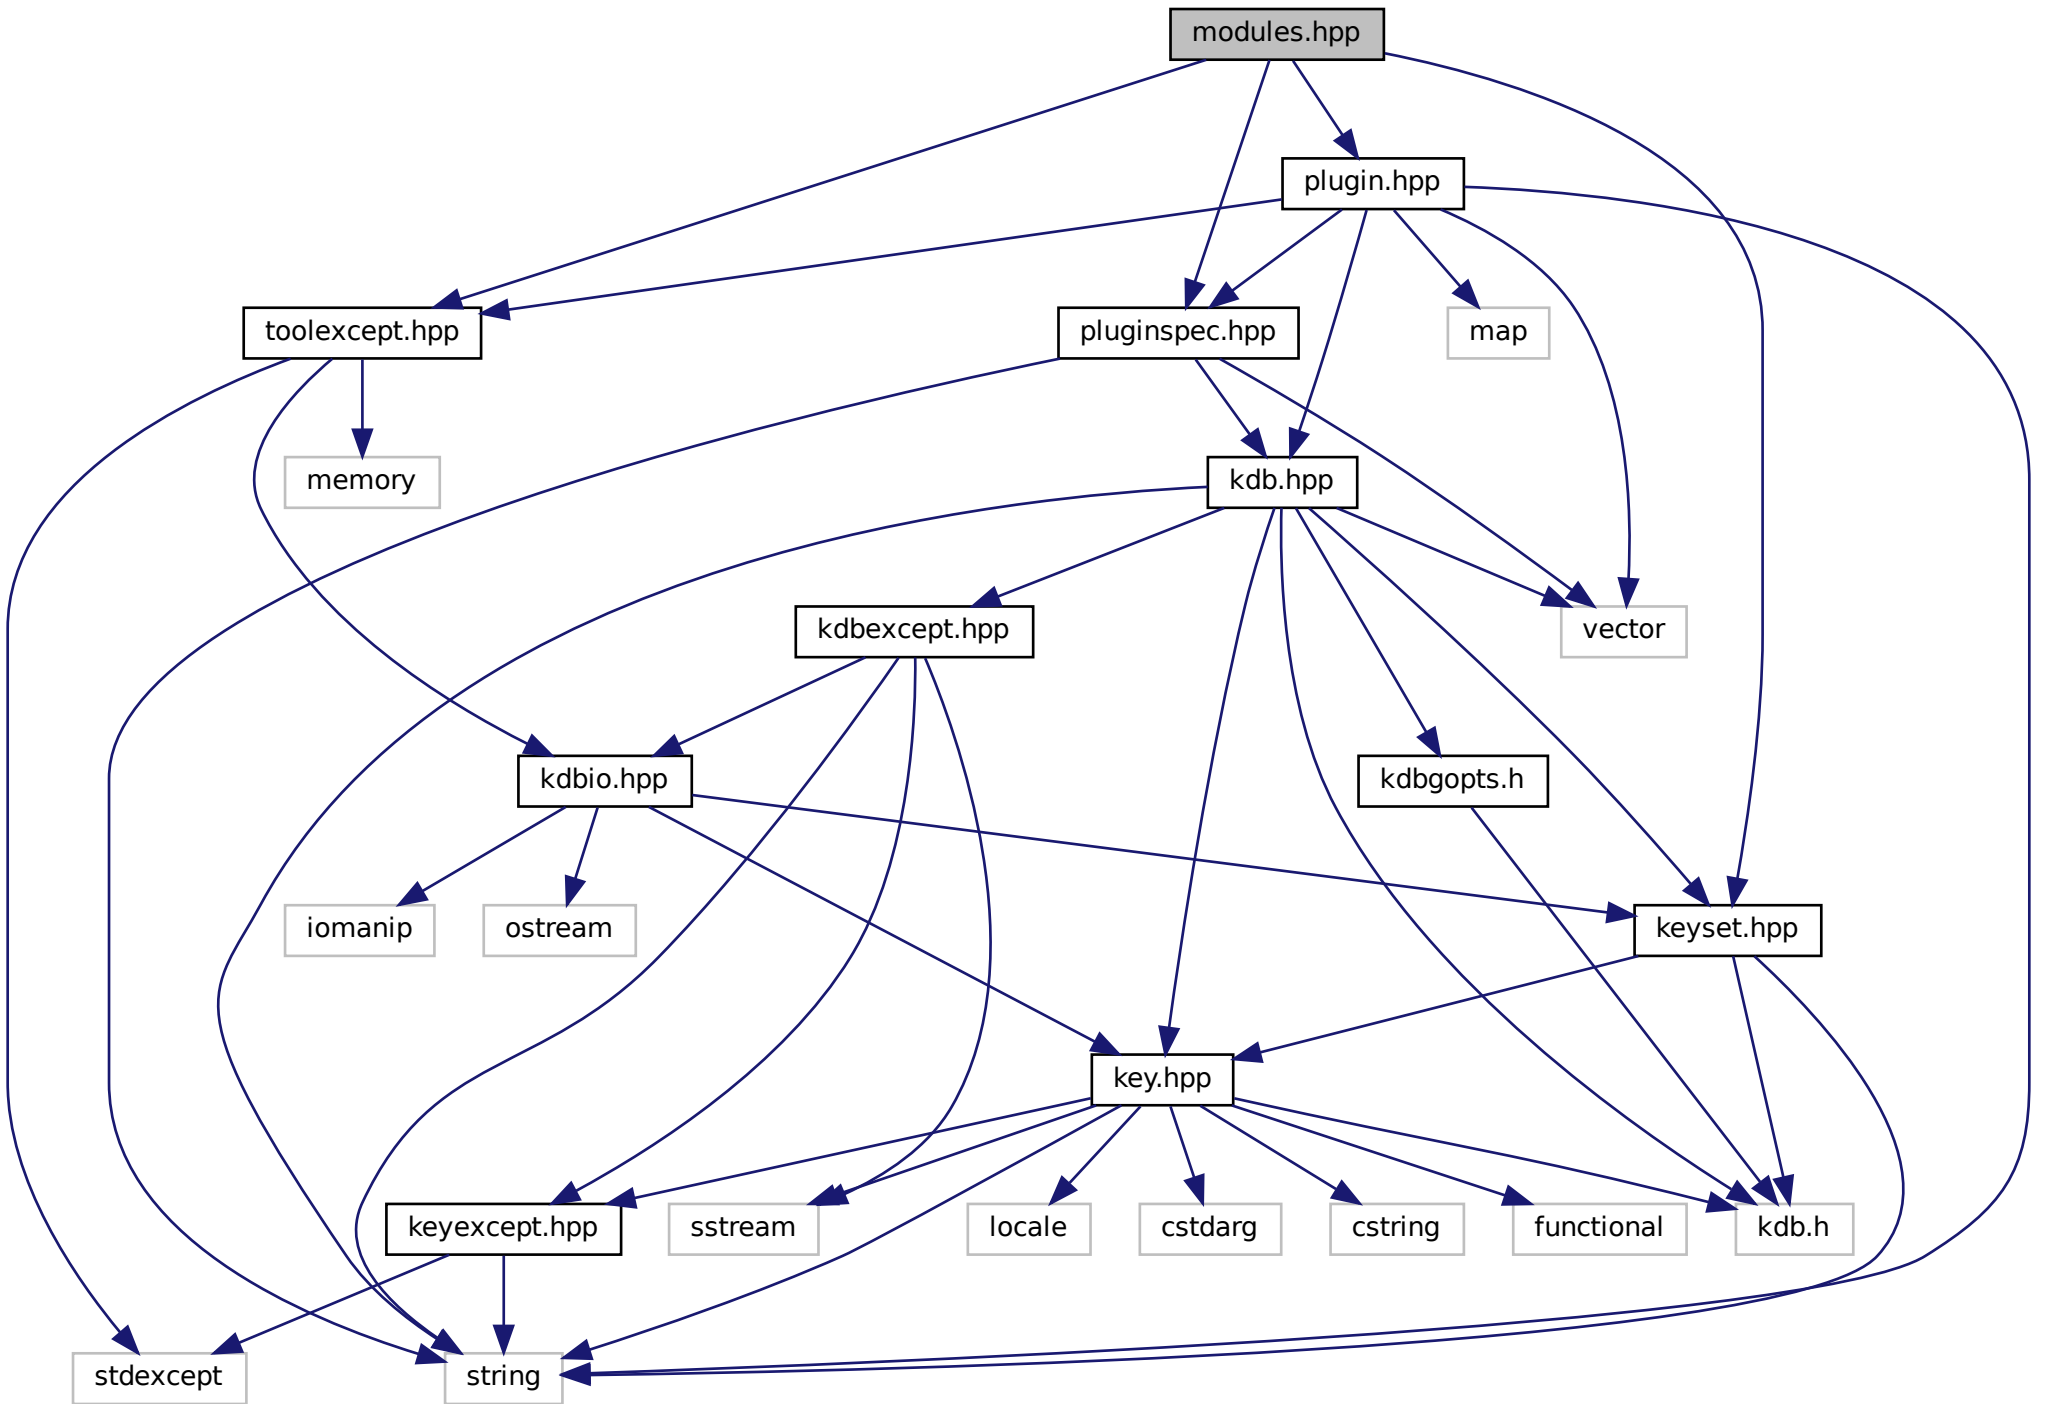 modules.hpp
plugin.hpp
toolexcept.hpp
pluginspec.hpp
map
memory
kdb.hpp
kdbexcept.hpp
vector
kdbio.hpp
kdbgopts.h
iomanip
ostream
keyset.hpp
key.hpp
keyexcept.hpp
sstream
locale
cstdarg
cstring
functional
kdb.h
stdexcept
string